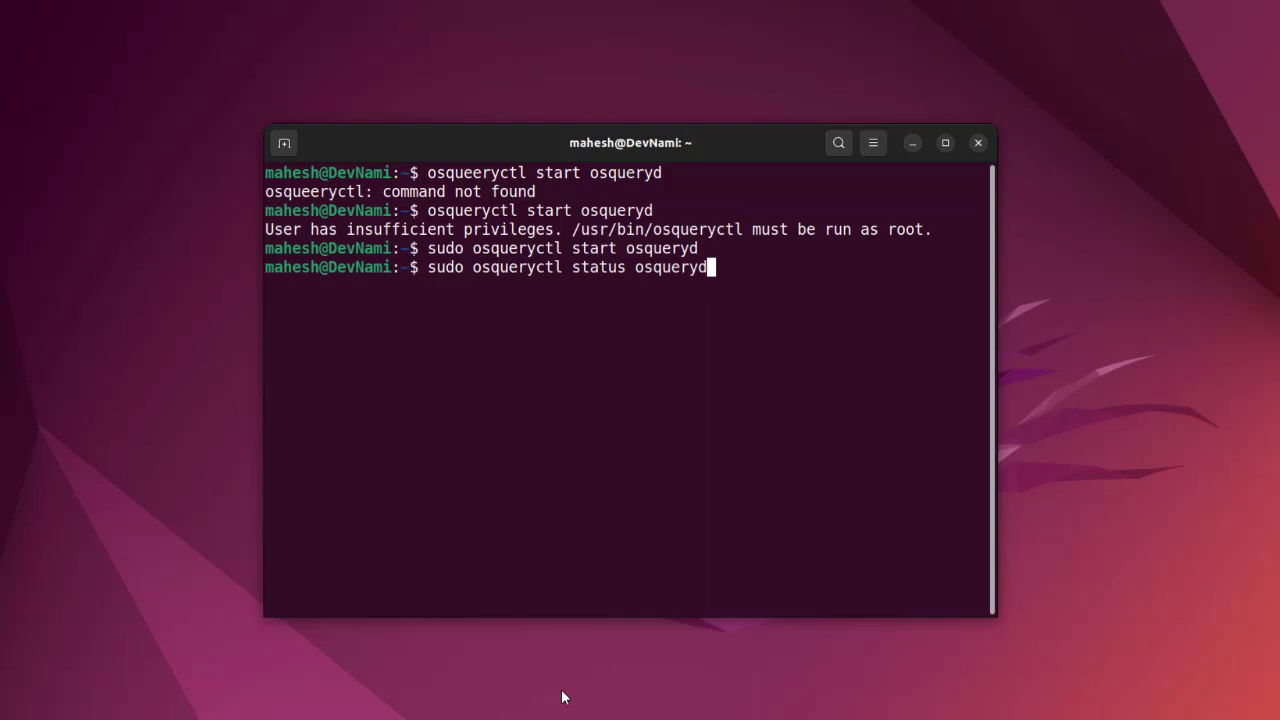 mahesh@DevNami: ~
mahesh@DevNami:~$ osqueeryctl start osqueryd
osqueeryctl: command not found
mahesh@DevNami:~$ osqueryctl start osqueryd
User has insufficient privileges. /usr/bin/osqueryctl must be run as root.
mahesh@DevNami:~$ sudo osqueryctl start osqueryd
mahesh@DevNami:~$ sudo osqueryctl status osqueryd